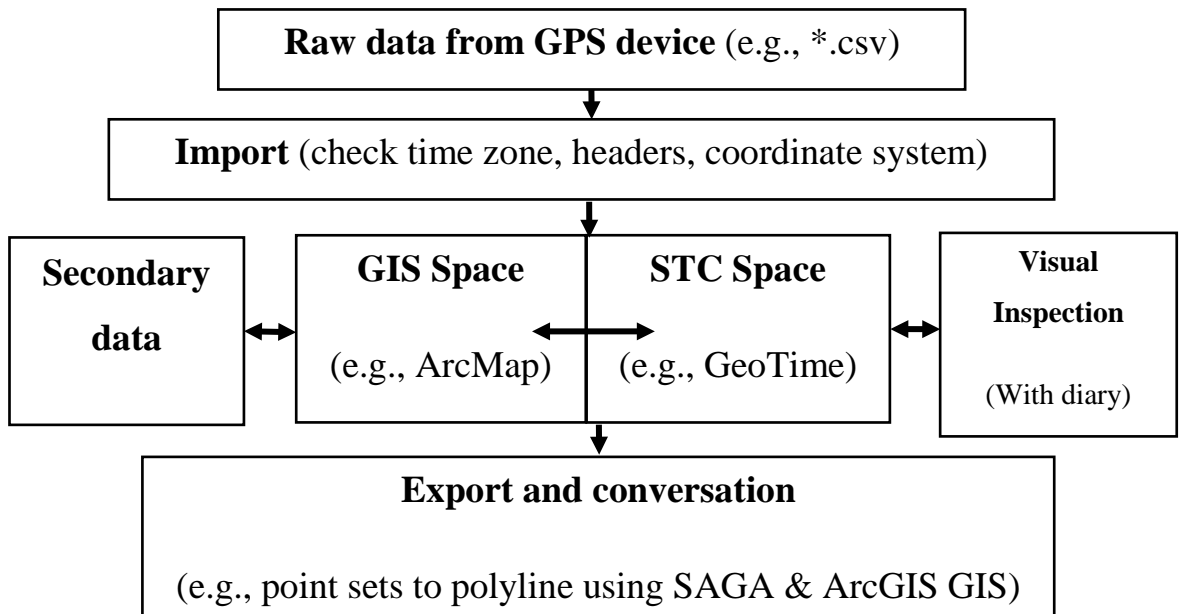 Raw data from GPS device (e.g., *.csv)
Import (check time zone, headers, coordinate system)
Secondary
data
GIS Space
(e.g., ArcMap)
STC Space
(e.g., GeoTime)
Visual
Inspection
(With diary)
Export and conversation
(e.g., point sets to polyline using SAGA & ArcGIS GIS)